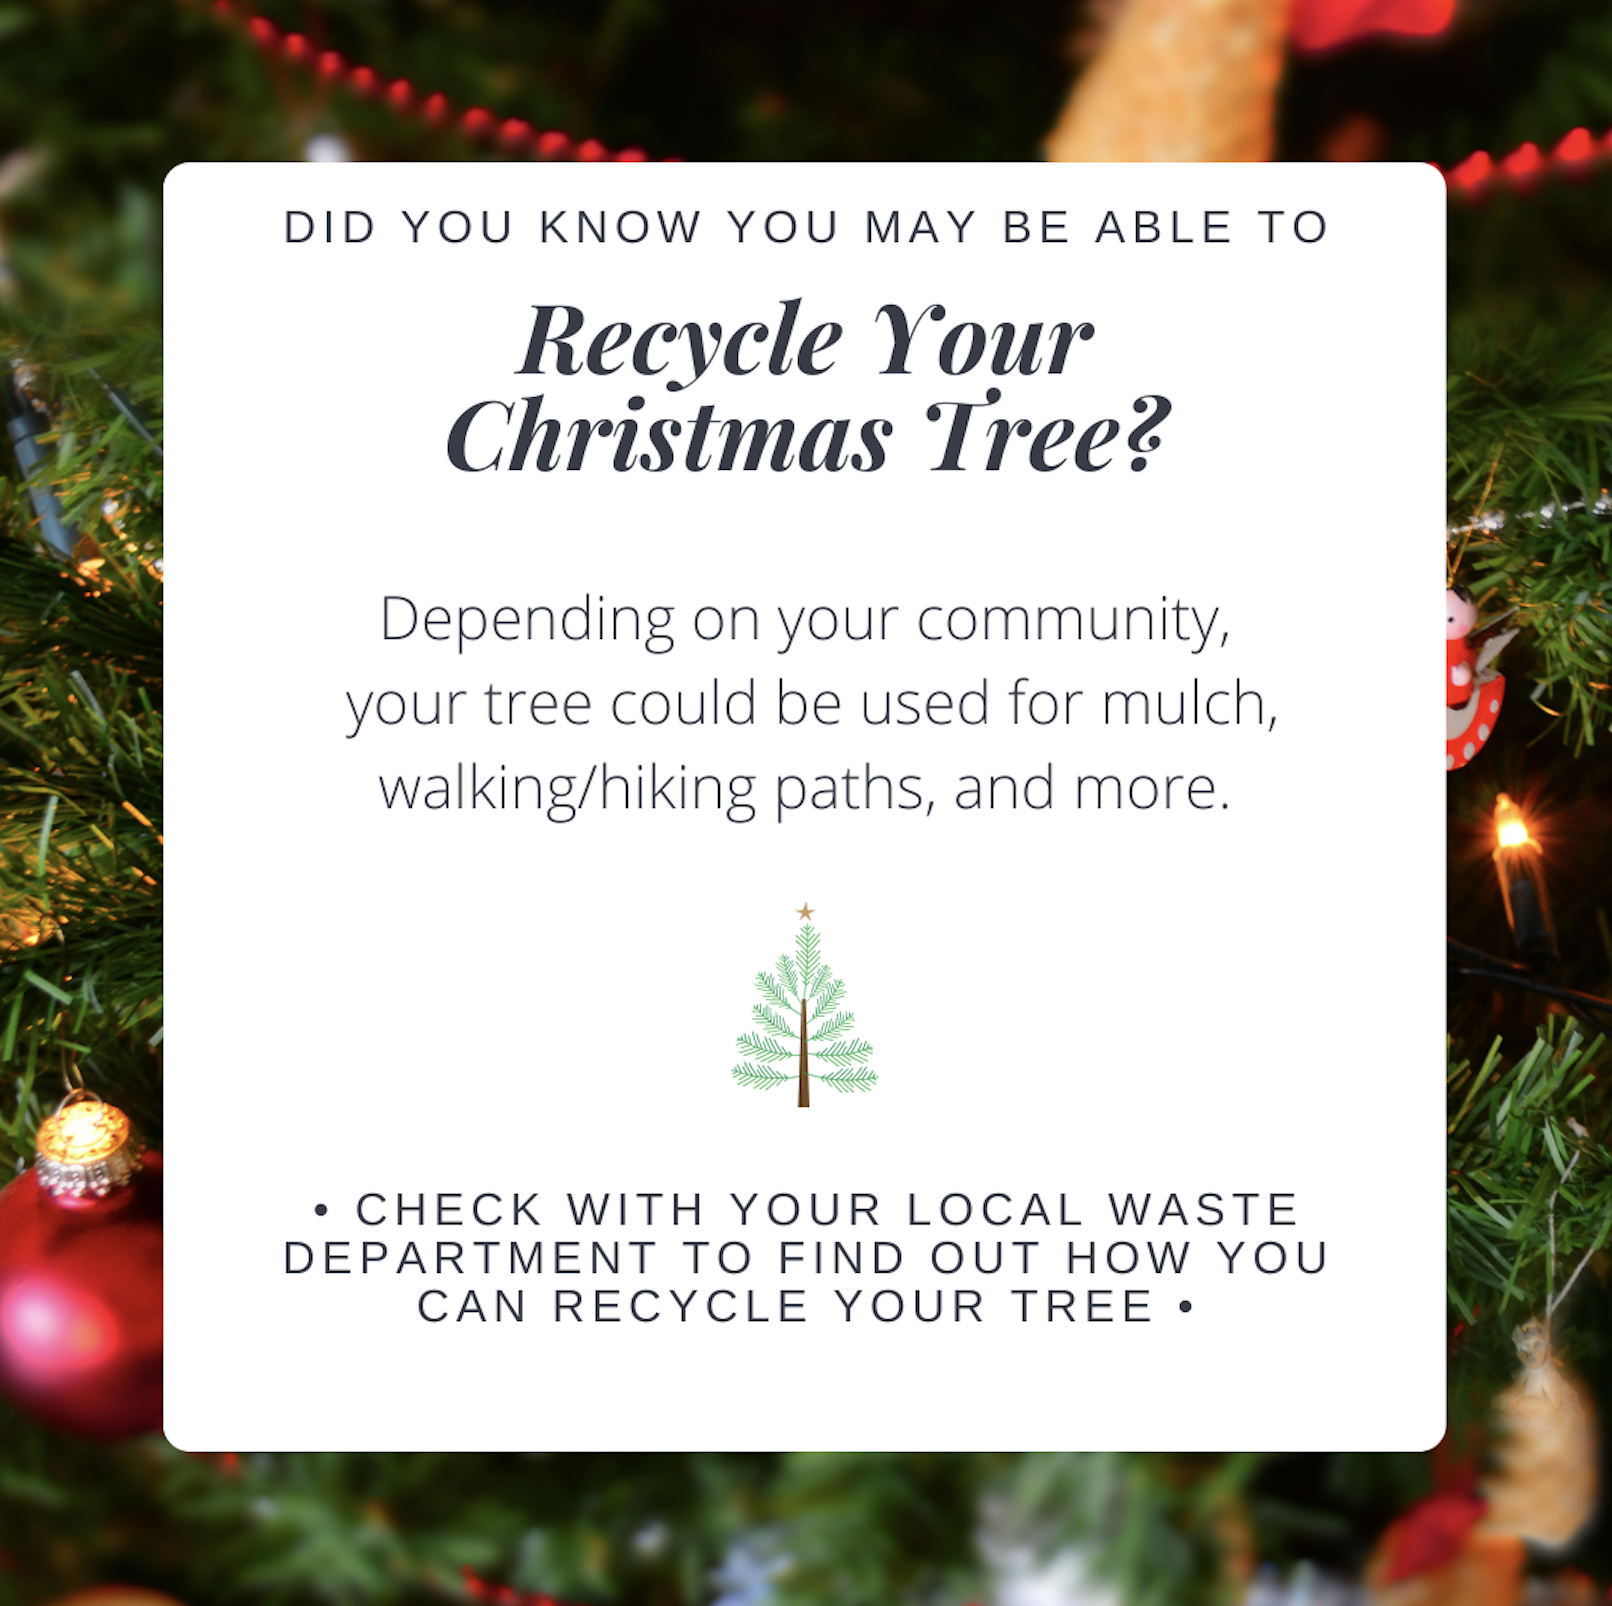 DID YOU KNOW YOU MAY BE ABLE TO
Recycle Your
Christmas Tree?
Depending on your community,
your tree could be used for mulch,
walking/hiking paths, and more.
• CHECK WITH YOUR LOCAL WASTE
DEPARTMENT TO FIND OUT HOW YOU
CAN RECYCLE YOUR TREE •